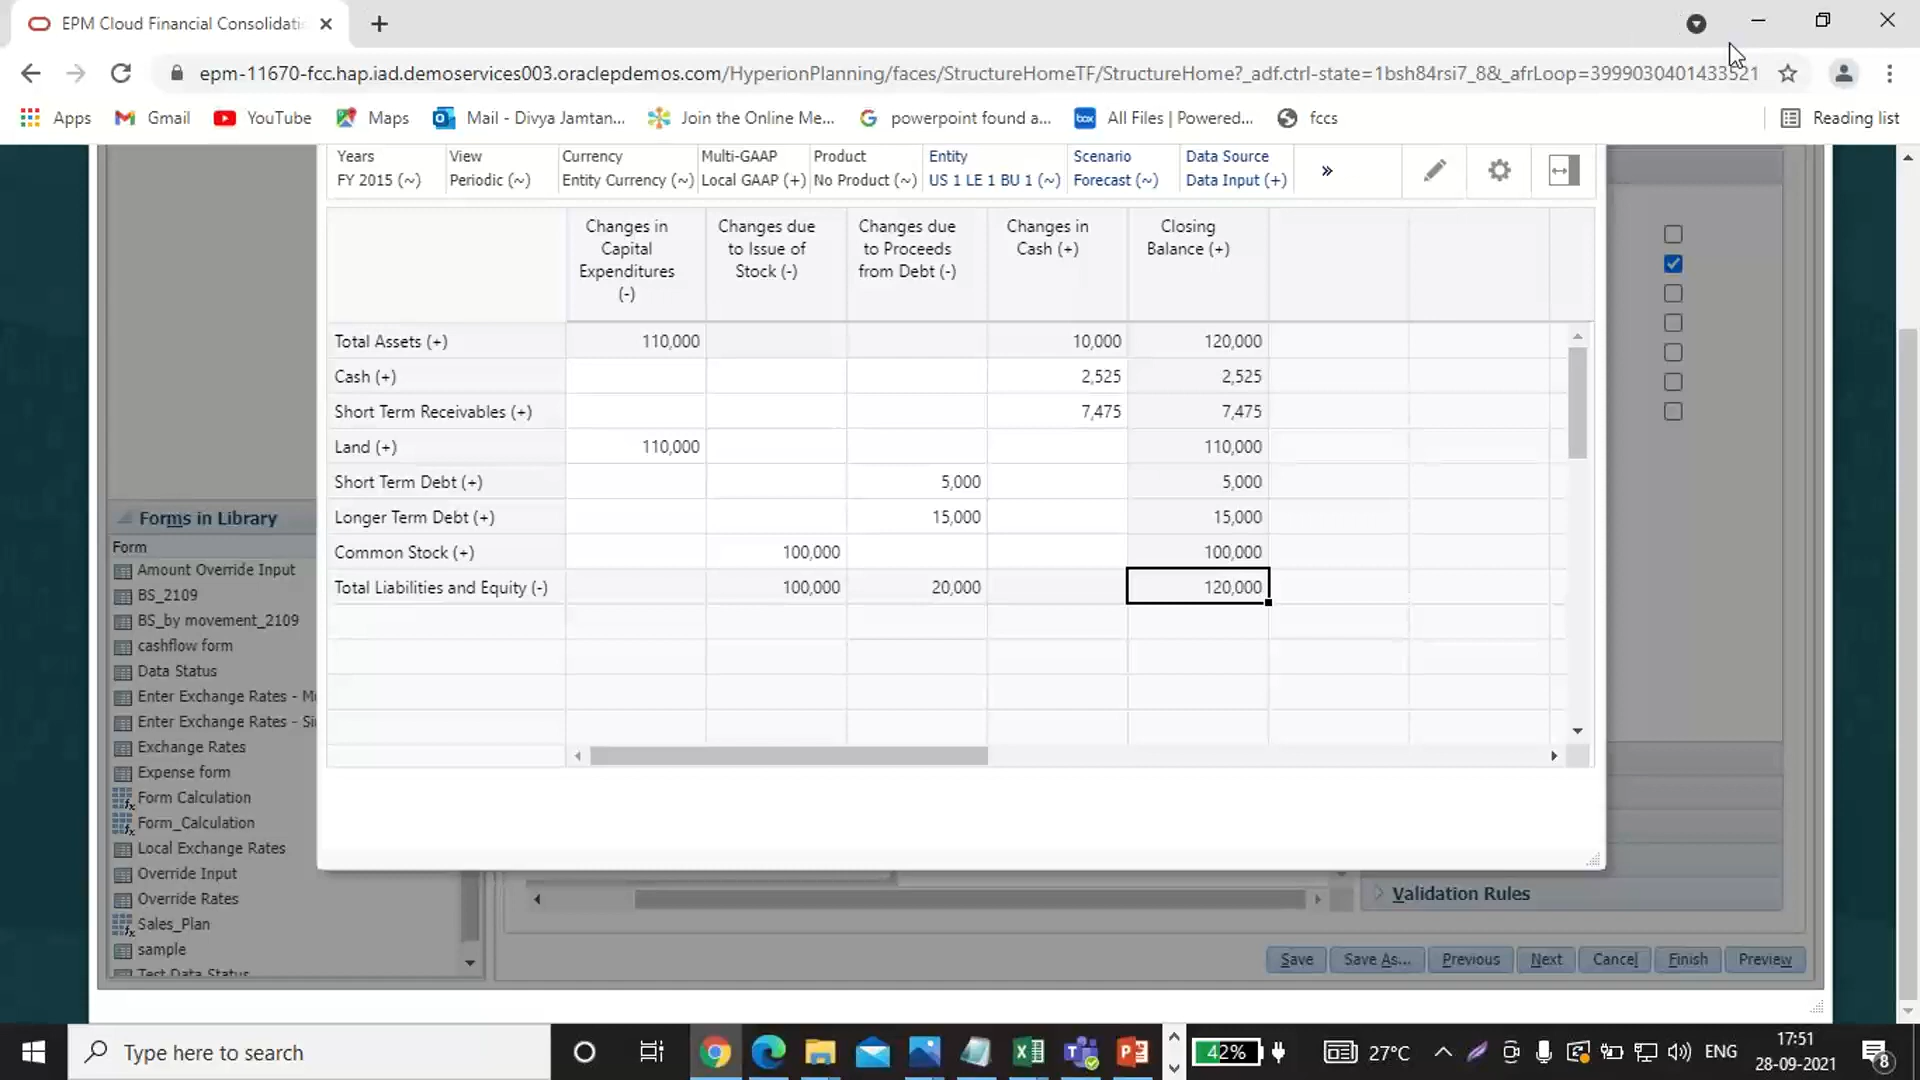 EPM Cloud Financial Consolidati
epm-11670-fcc.hap.iad.demoservices003.oraclepdemos.com/HyperionPlanning/faces/StructureHomeTF/StructureHome?_adf.ctrl-state=1bsh84rsi7_8&_afrLoop=3999030401433521
Apps Gmail YouTube Maps Mail - Divya Jamtan... Join the Online Me... powerpoint found a... All Files | Powered... fccs Reading list
Years View Currency Multi-GAAP Product Entity Scenario Data Source
FY 2015 (~) Periodic (~) Entity Currency (~) Local GAAP (+) No Product (~) US 1 LE 1 BU 1 (~) Forecast (~) Data Input (+) »
Changes in Changes due Changes due Changes in Closing
Capital to Issue of to Proceeds Cash (+) Balance (+)
Expenditures Stock (-) from Debt (-)
(-)
Total Assets (+) 110,000 10,000 120,000
Cash (+) 2,525 2,525
Short Term Receivables (+) 7,475 7,475
Land (+) 110,000 110,000
Short Term Debt (+) 5,000 5,000
Longer Term Debt (+) 15,000 15,000
Common Stock (+) 100,000 100,000
Total Liabilities and Equity (-) 100,000 20,000 120,000
Forms in Library
Form
Amount Override Input
BS_2109
BS_by movement_2109
cashflow form
Data Status
Enter Exchange Rates - M
Enter Exchange Rates - Si
Exchange Rates
Expense form
Form Calculation
Form_Calculation
Local Exchange Rates
Override Input
Override Rates
Sales_Plan
sample
Test Data Status
Validation Rules
Save Save As... Previous Next Cancel Finish Preview
Type here to search
42% 27°C ENG 17:51
28-09-2021 8